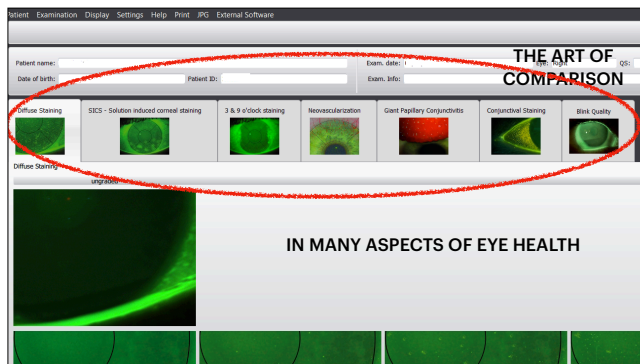 Patient Examination Display Settings Help Print JPG External Software
Patient name:
Exam. date:
Eye: Right
QS:
THE ART OF
COMPARISON
Date of birth:
Patient ID:
Exam. Info:
Diffuse Staining
SICS - Solution induced corneal staining
3 & 9 o'clock staining
Neovascularization
Giant Papillary Conjunctivitis
Conjunctival Staining
Blink Quality
Diffuse Staining
ungraded
IN MANY ASPECTS OF EYE HEALTH